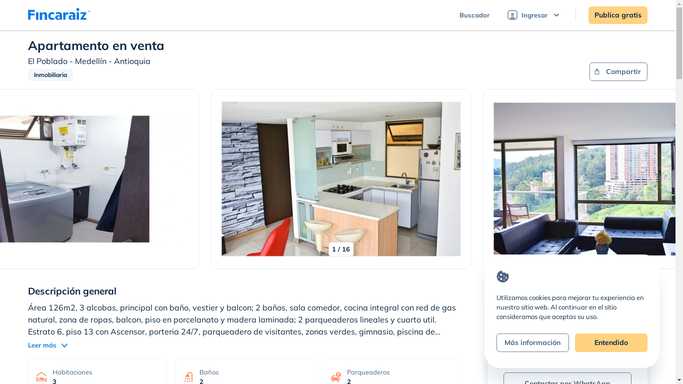 Fincaraiz
Buscador
Ingresar
Publica gratis
Apartamento en venta
El Poblado - Medellín - Antioquia
Inmobiliaria
Compartir
1 / 16
Descripción general
Área 126m2, 3 alcobas, principal con baño, vestier y balcon; 2 baños, sala comedor, cocina integral con red de gas
natural, zona de ropas, balcon, piso en porcelanato y madera laminada; 2 parqueaderos lineales y cuarto util.
Estrato 6, piso 13 con Ascensor, porteria 24/7, parqueadero de visitantes, zonas verdes, gimnasio, piscina de...
Leer más
Habitaciones
3
Baños
2
Parqueaderos
2
Utilizamos cookies para mejorar tu experiencia en
nuestro sitio web. Al continuar en el sitio
consideramos que aceptas su uso.
Más información
Entendido
Contactar por WhatsApp